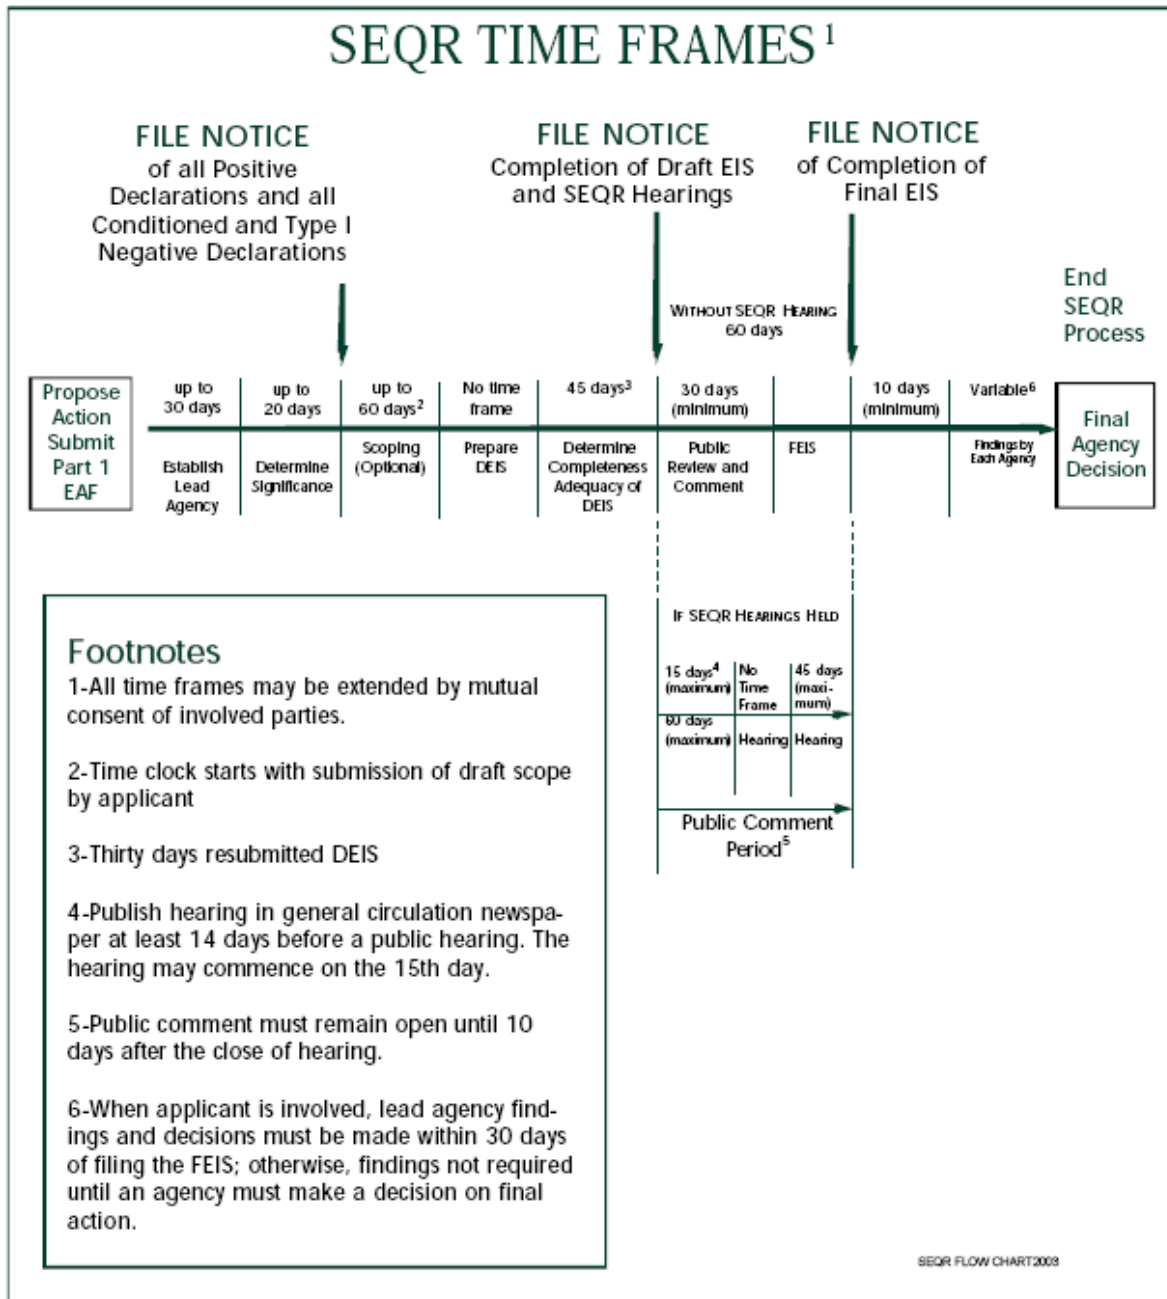 SEQR TIME FRAMES¹
FILE NOTICE
of all Positive
Declarations and all
Conditioned and Type I
Negative Declarations
FILE NOTICE
Completion of Draft EIS
and SEQR Hearings
FILE NOTICE
of Completion of
Final EIS
WITHOUT SEQR HEARING
60 days
End
SEQR
Process
Propose
Action
Submit
Part 1
EAF
up to
30 days
up to
20 days
up to
60 days²
No time
frame
45 days³
30 days
(minimum)
10 days
(minimum)
Variable⁶
Establish
Lead
Agency
Determine
Significance
Scoping
(Optional)
Prepare
DEIS
Determine
Completeness
Adequacy of
DEIS
Public
Review and
Comment
FEIS
Findings by
Each Agency
Final
Agency
Decision
IF SEQR HEARINGS HELD
15 days⁴
(maximum)
No
Time
Frame
45 days
(maxi-
mum)
60 days
(maximum)
Hearing
Hearing
Public Comment
Period⁵
Footnotes
1-All time frames may be extended by mutual
consent of involved parties.
2-Time clock starts with submission of draft scope
by applicant
3-Thirty days resubmitted DEIS
4-Publish hearing in general circulation newspa-
per at least 14 days before a public hearing. The
hearing may commence on the 15th day.
5-Public comment must remain open until 10
days after the close of hearing.
6-When applicant is involved, lead agency find-
ings and decisions must be made within 30 days
of filing the FEIS; otherwise, findings not required
until an agency must make a decision on final
action.
SEQR FLOW CHART2003